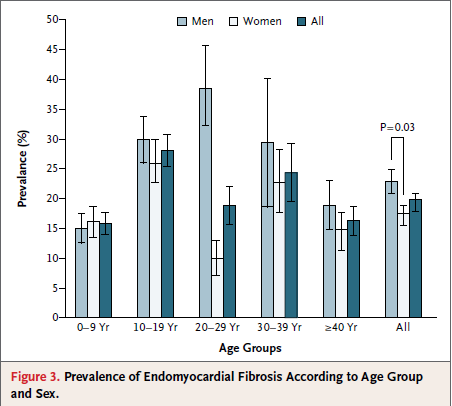 Men Women All
50
45
40
35
30
25
20
15
10
5
0
Prevalance (%)
P=0.03
0–9 Yr 10–19 Yr 20–29 Yr 30–39 Yr ≥40 Yr All
Age Groups
Figure 3. Prevalence of Endomyocardial Fibrosis According to Age Group
and Sex.